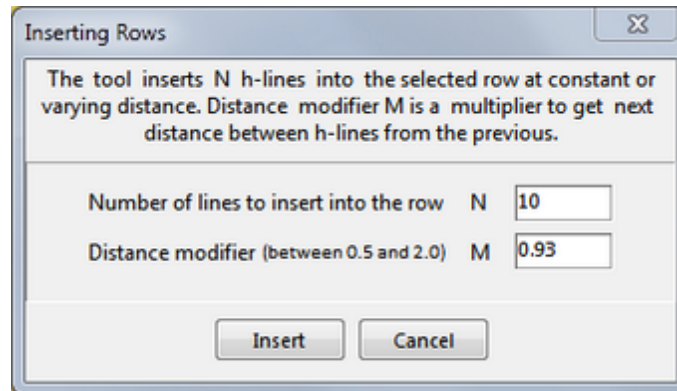 Inserting Rows
The tool inserts N h-lines into the selected row at constant or
varying distance. Distance modifier M is a multiplier to get next
distance between h-lines from the previous.
Number of lines to insert into the row N 10
Distance modifier (between 0.5 and 2.0) M 0.93
Insert Cancel